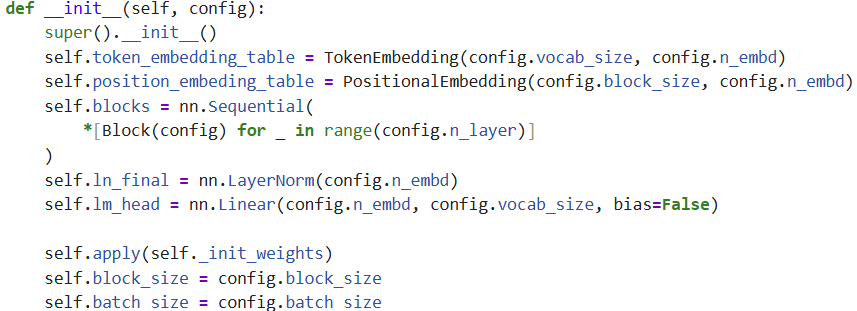 def __init__(self, config):
    super().__init__()
    self.token_embedding_table = TokenEmbedding(config.vocab_size, config.n_embd)
    self.position_embeding_table = PositionalEmbedding(config.block_size, config.n_embd)
    self.blocks = nn.Sequential(
        *[Block(config) for _ in range(config.n_layer)]
    )
    self.ln_final = nn.LayerNorm(config.n_embd)
    self.lm_head = nn.Linear(config.n_embd, config.vocab_size, bias=False)

    self.apply(self._init_weights)
    self.block_size = config.block_size
    self.batch_size = config.batch_size